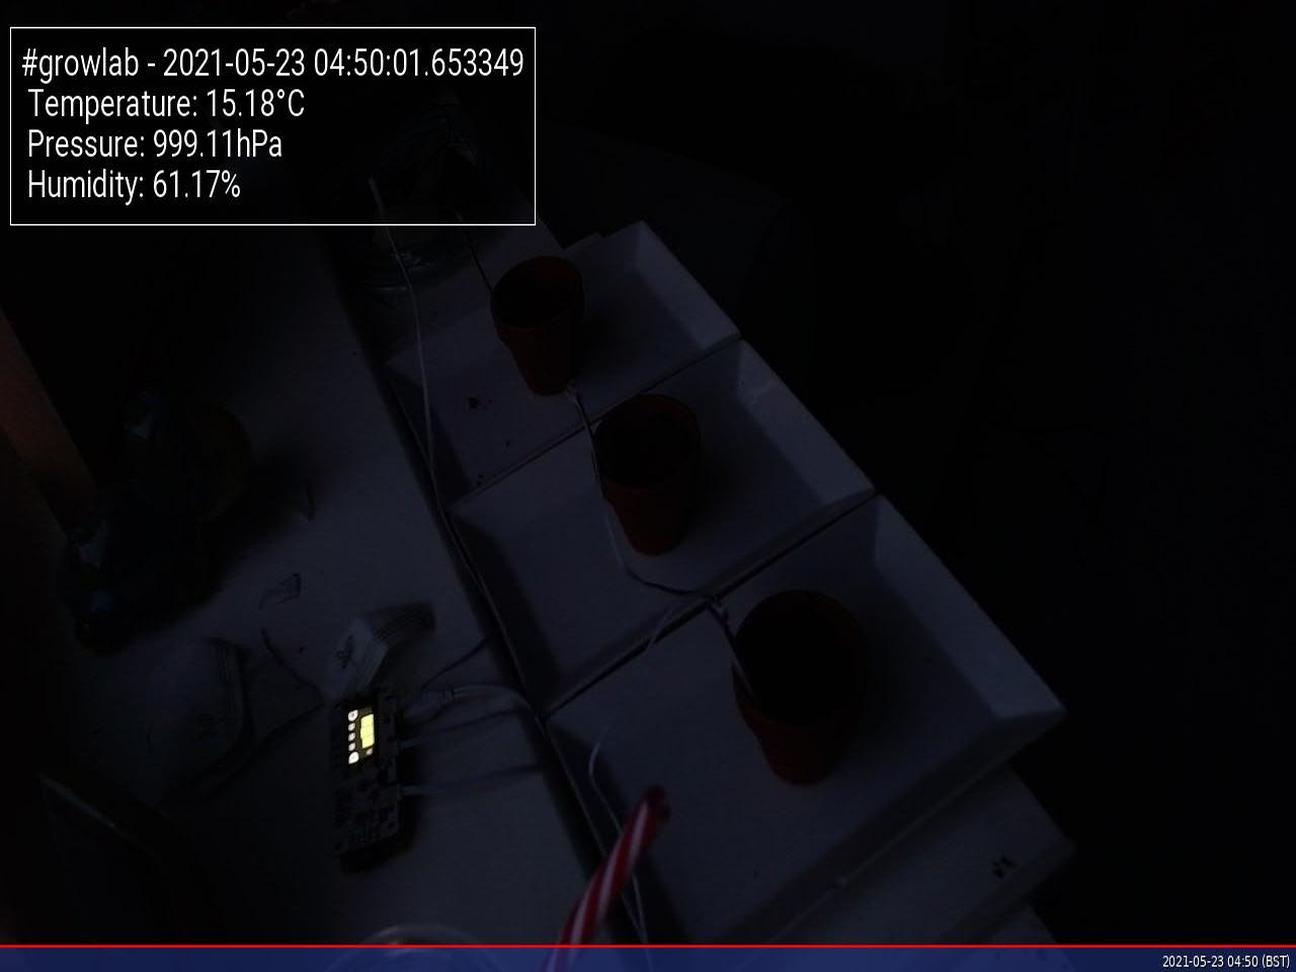 #growlab - 2021-05-23 04:50:01.653349
Temperature: 15.18°C
Pressure: 999.11hPa
Humidity: 61.17%
2021-05-23 04:50 (BST)